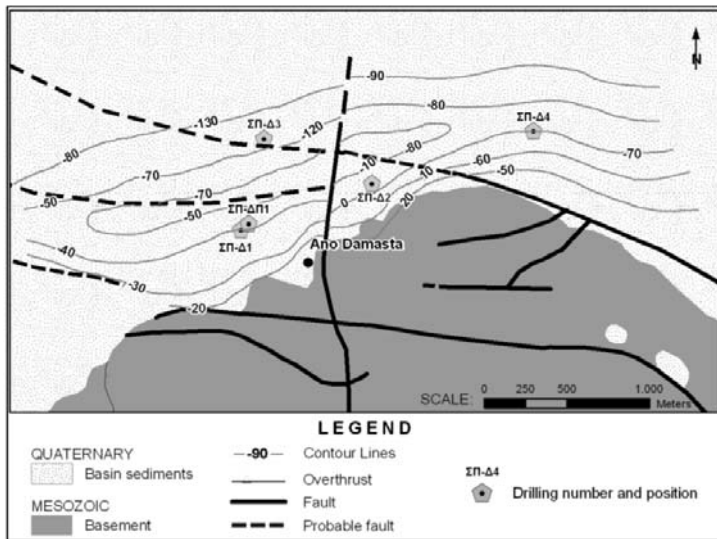 N
-90
-80
-130
ΣΠ-Δ3
-120
ΣΠ-Δ4
-80
-80
-70
-10
-10
-60
-70
-50
-70
-50
0
ΣΠ-Δ2
20
-50
ΣΠ-ΔΠ1
ΣΠ-Δ1
-40
Ano Damasta
-30
-20
SCALE: 0 250 500 1.000
Meters
LEGEND
QUATERNARY
Basin sediments
MESOZOIC
Basement
-90 Contour Lines
Overthrust
Fault
Probable fault
ΣΠ-Δ4
Drilling number and position